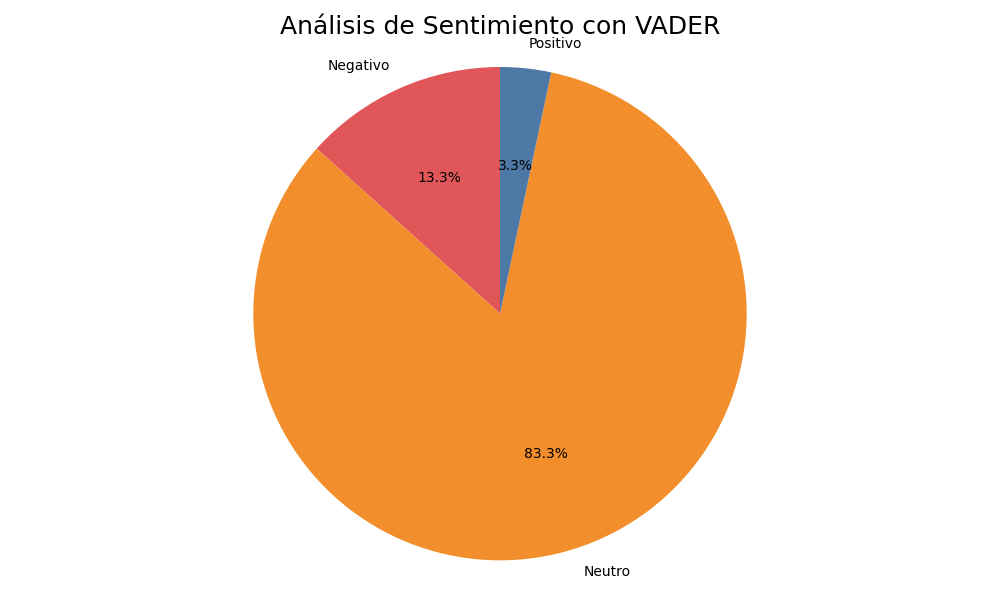 Análisis de Sentimiento con VADER
Positivo
Negativo
3.3%
13.3%
83.3%
Neutro